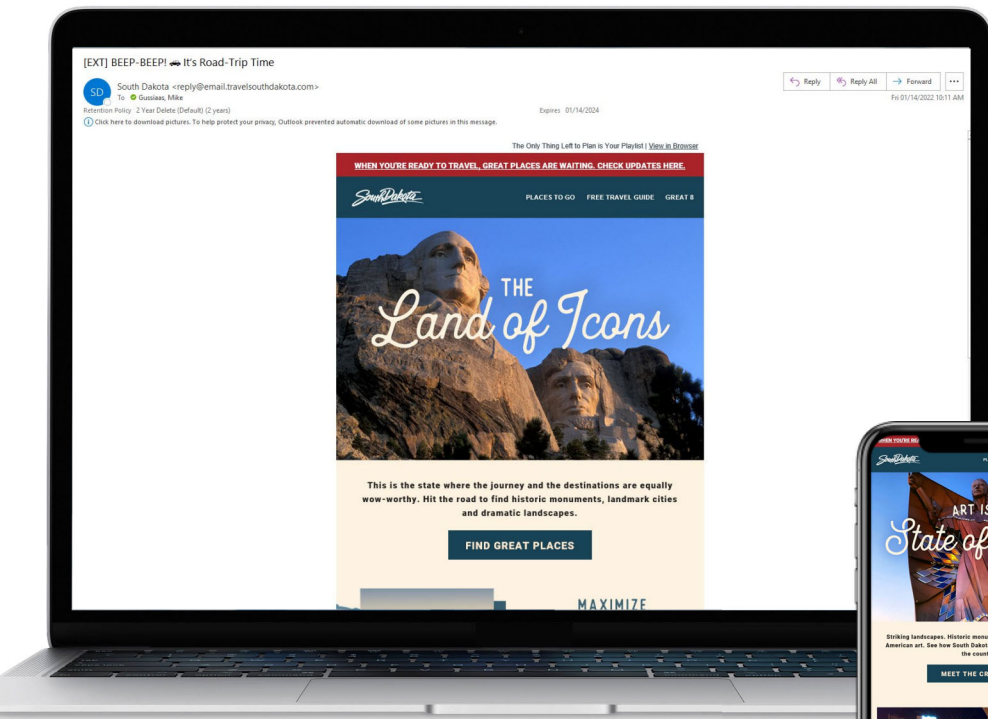 [EXT] BEEP-BEEP! 🚗 It's Road-Trip Time
SD
South Dakota <reply@email.travelsouthdakota.com>
To Gussiaas, Mike
Reply
Reply All
Forward
Fri 01/14/2022 10:11 AM
Retention Policy 2 Year Delete (Default) (2 years)
Expires 01/14/2024
Click here to download pictures. To help protect your privacy, Outlook prevented automatic download of some pictures in this message.
The Only Thing Left to Plan is Your Playlist | View in Browser
WHEN YOU'RE READY TO TRAVEL, GREAT PLACES ARE WAITING. CHECK UPDATES HERE.
South Dakota
PLACES TO GO FREE TRAVEL GUIDE GREAT 8
THE
Land of Icons
This is the state where the journey and the destinations are equally
wow-worthy. Hit the road to find historic monuments, landmark cities
and dramatic landscapes.
FIND GREAT PLACES
MAXIMIZE
WHEN YOU'RE
South Dakota
ART IS
State of
Striking landscapes. Historic
American art. See how South
the
MEET THE